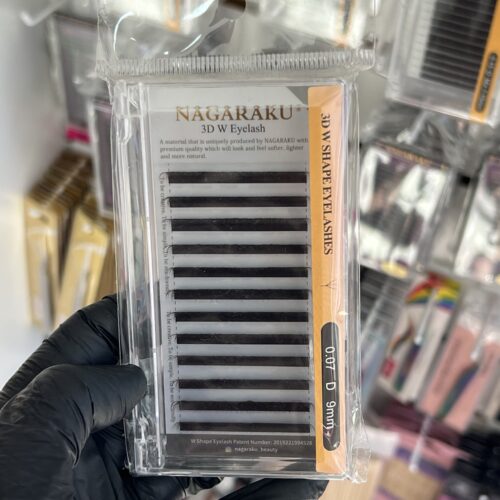 NAGARAKU
3D W Eyelash
A material that is uniquely produced by NAGARAKU with
premium quality which will look and feel softer, lighter
and more natural.
3D W SHAPE EYELASHES
0.07 D 9mm
W Shape Eyelash Patent Number: 2019221994528
nagaraku_beauty